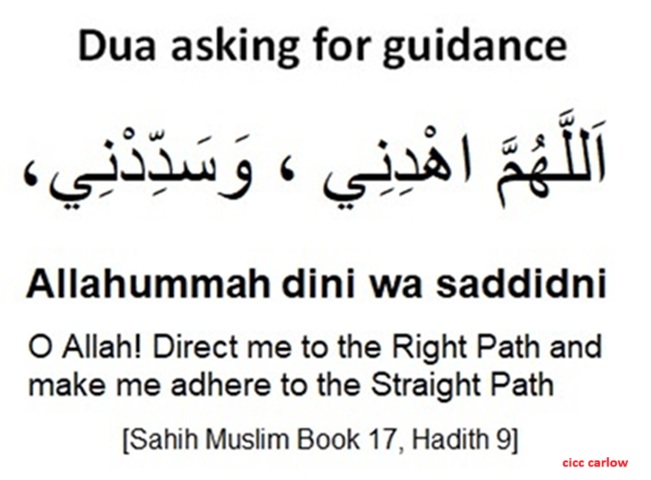 Dua asking for guidance
اَللَّهُمَّ اهْدِنِي ، وَسَدِّدْنِي،
Allahummah dini wa saddidni
O Allah! Direct me to the Right Path and
make me adhere to the Straight Path
[Sahih Muslim Book 17, Hadith 9]
cicc carlow